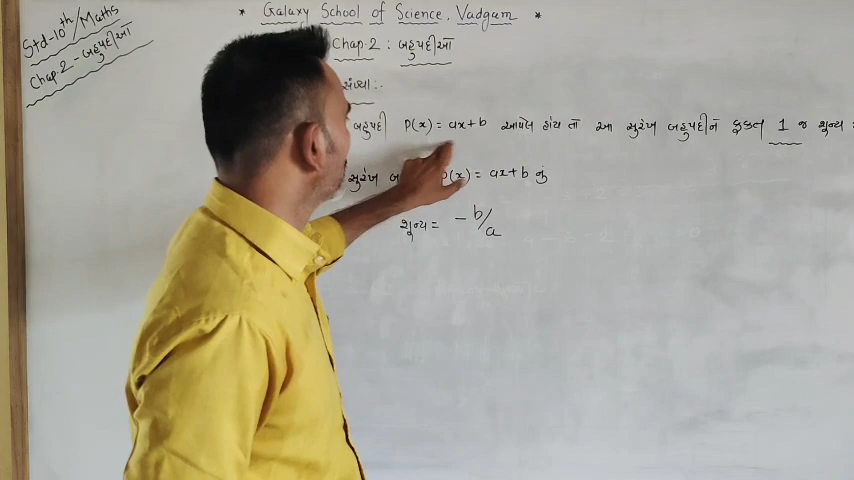 * Galaxy School of Science, Vadgam *
Std-10th/Maths
Chap.2 - બહુપદીઓ
Chap.2 : બહુપદીઓ
સંખ્યા :-
બહુપદી P(x) = ax+b આપેલ હોય તો આ સુરેખ બહુપદીને ફકત 1 જ શૂન્ય
સુરેખ P(x) = ax+b નું
શૂન્ય = -b/a